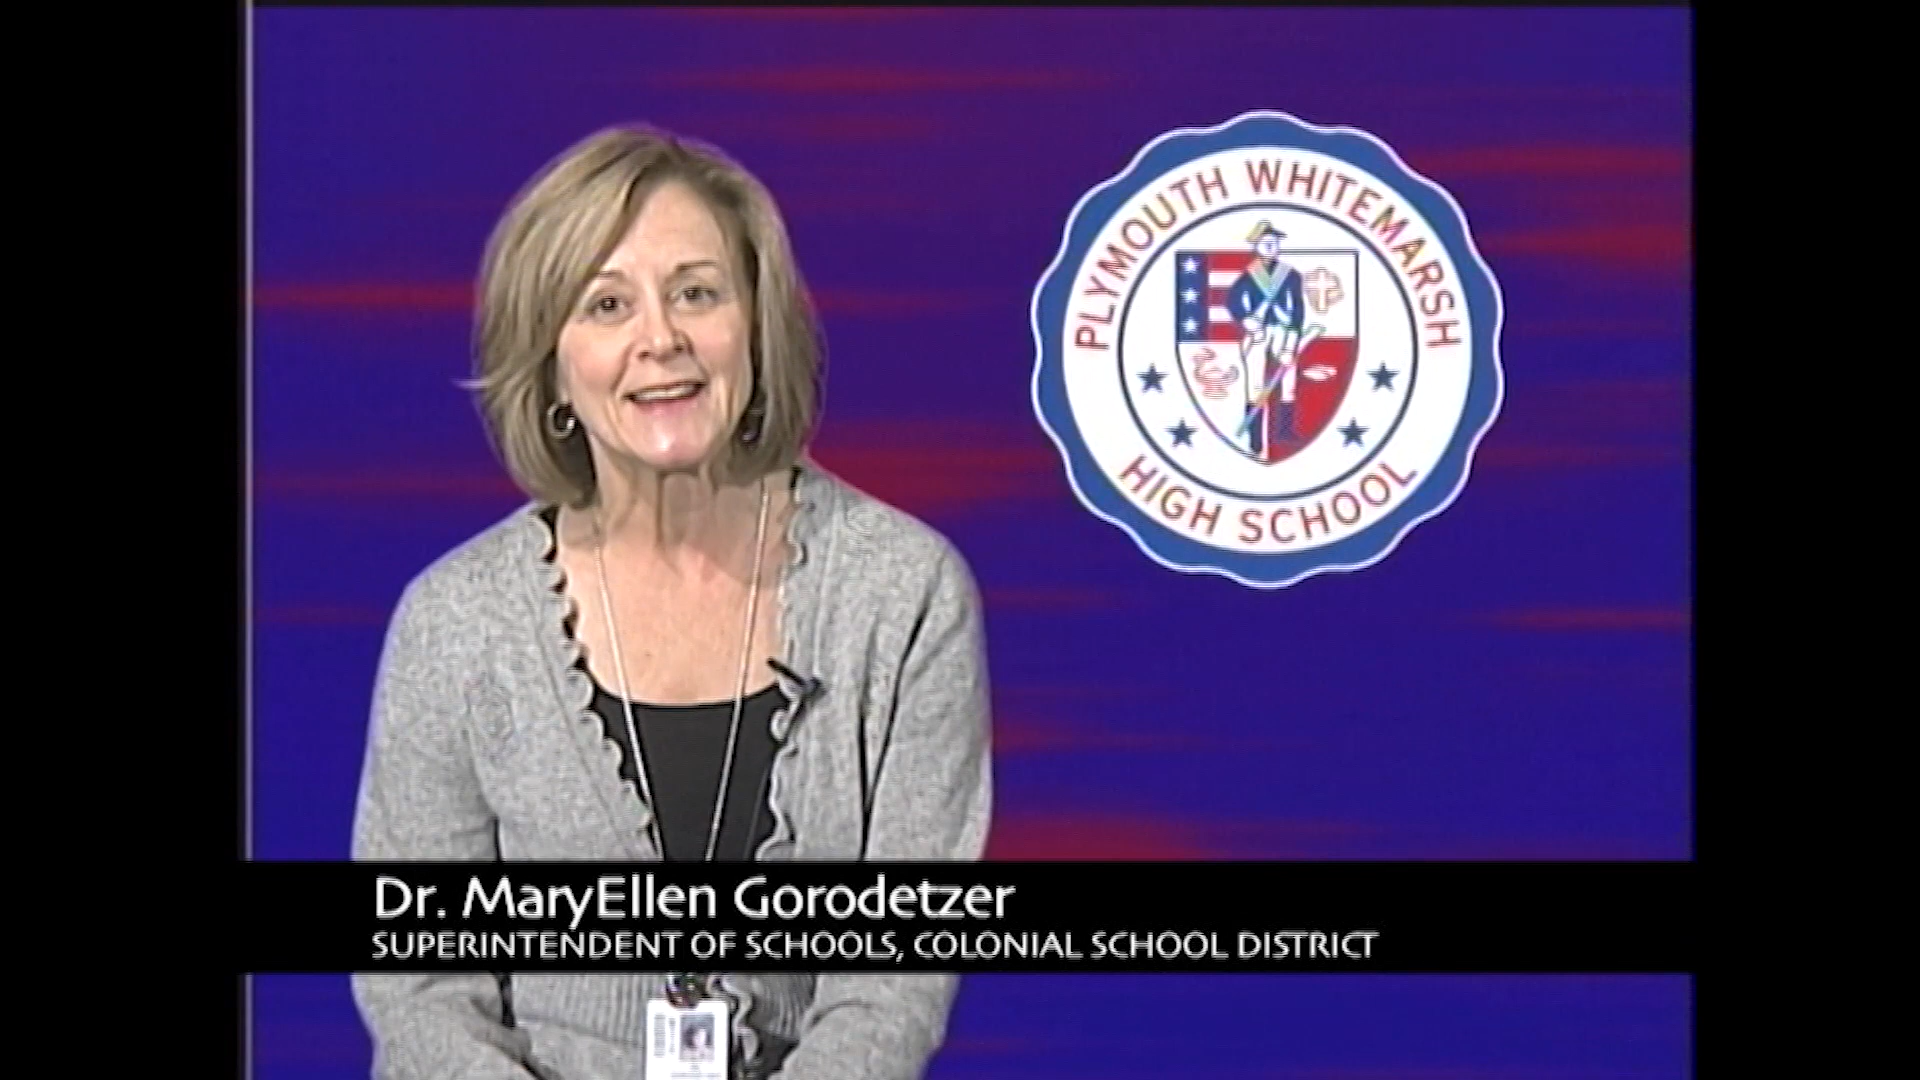 PLYMOUTH WHITEMARSH
HIGH SCHOOL
Dr. MaryEllen Gorodetzer
SUPERINTENDENT OF SCHOOLS, COLONIAL SCHOOL DISTRICT